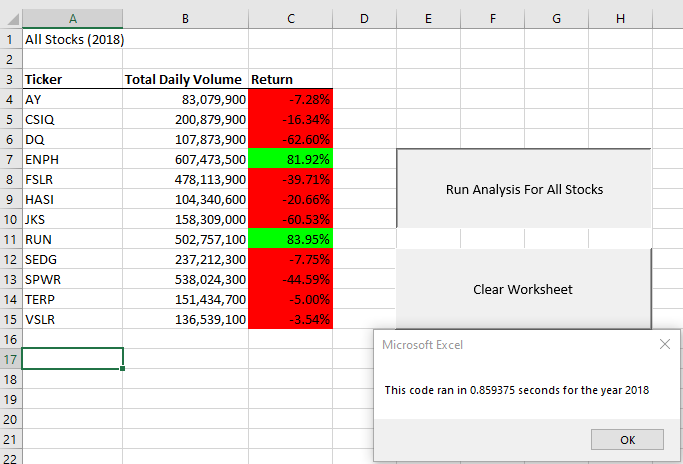 A B C D E F G H
1 All Stocks (2018)
2
3 Ticker Total Daily Volume Return
4 AY 83,079,900 -7.28%
5 CSIQ 200,879,900 -16.34%
6 DQ 107,873,900 -62.60%
7 ENPH 607,473,500 81.92%
8 FSLR 478,113,900 -39.71%
9 HASI 104,340,600 -20.66%
10 JKS 158,309,000 -60.53%
11 RUN 502,757,100 83.95%
12 SEDG 237,212,300 -7.75%
13 SPWR 538,024,300 -44.59%
14 TERP 151,434,700 -5.00%
15 VSLR 136,539,100 -3.54%
16
17
18
19
20
21
22
Run Analysis For All Stocks
Clear Worksheet
Microsoft Excel
This code ran in 0.859375 seconds for the year 2018
OK